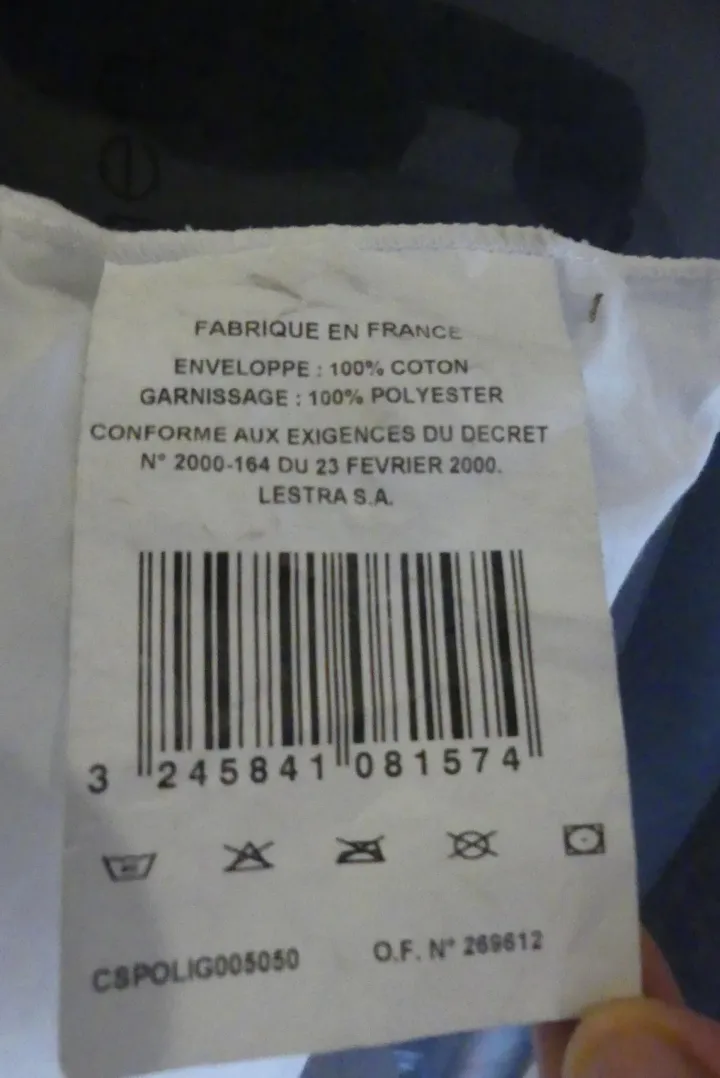 FABRIQUE EN FRANCE
ENVELOPPE : 100% COTON
GARNISSAGE : 100% POLYESTER
CONFORME AUX EXIGENCES DU DECRET
N° 2000-164 DU 23 FEVRIER 2000.
LESTRA S.A.
3 245841 081574
CSPOLIG005050 O.F. N° 269612